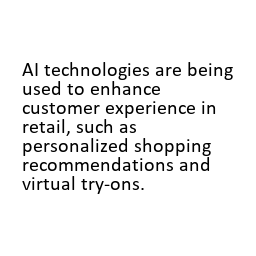 AI technologies are being
used to enhance
customer experience in
retail, such as
personalized shopping
recommendations and
virtual try-ons.